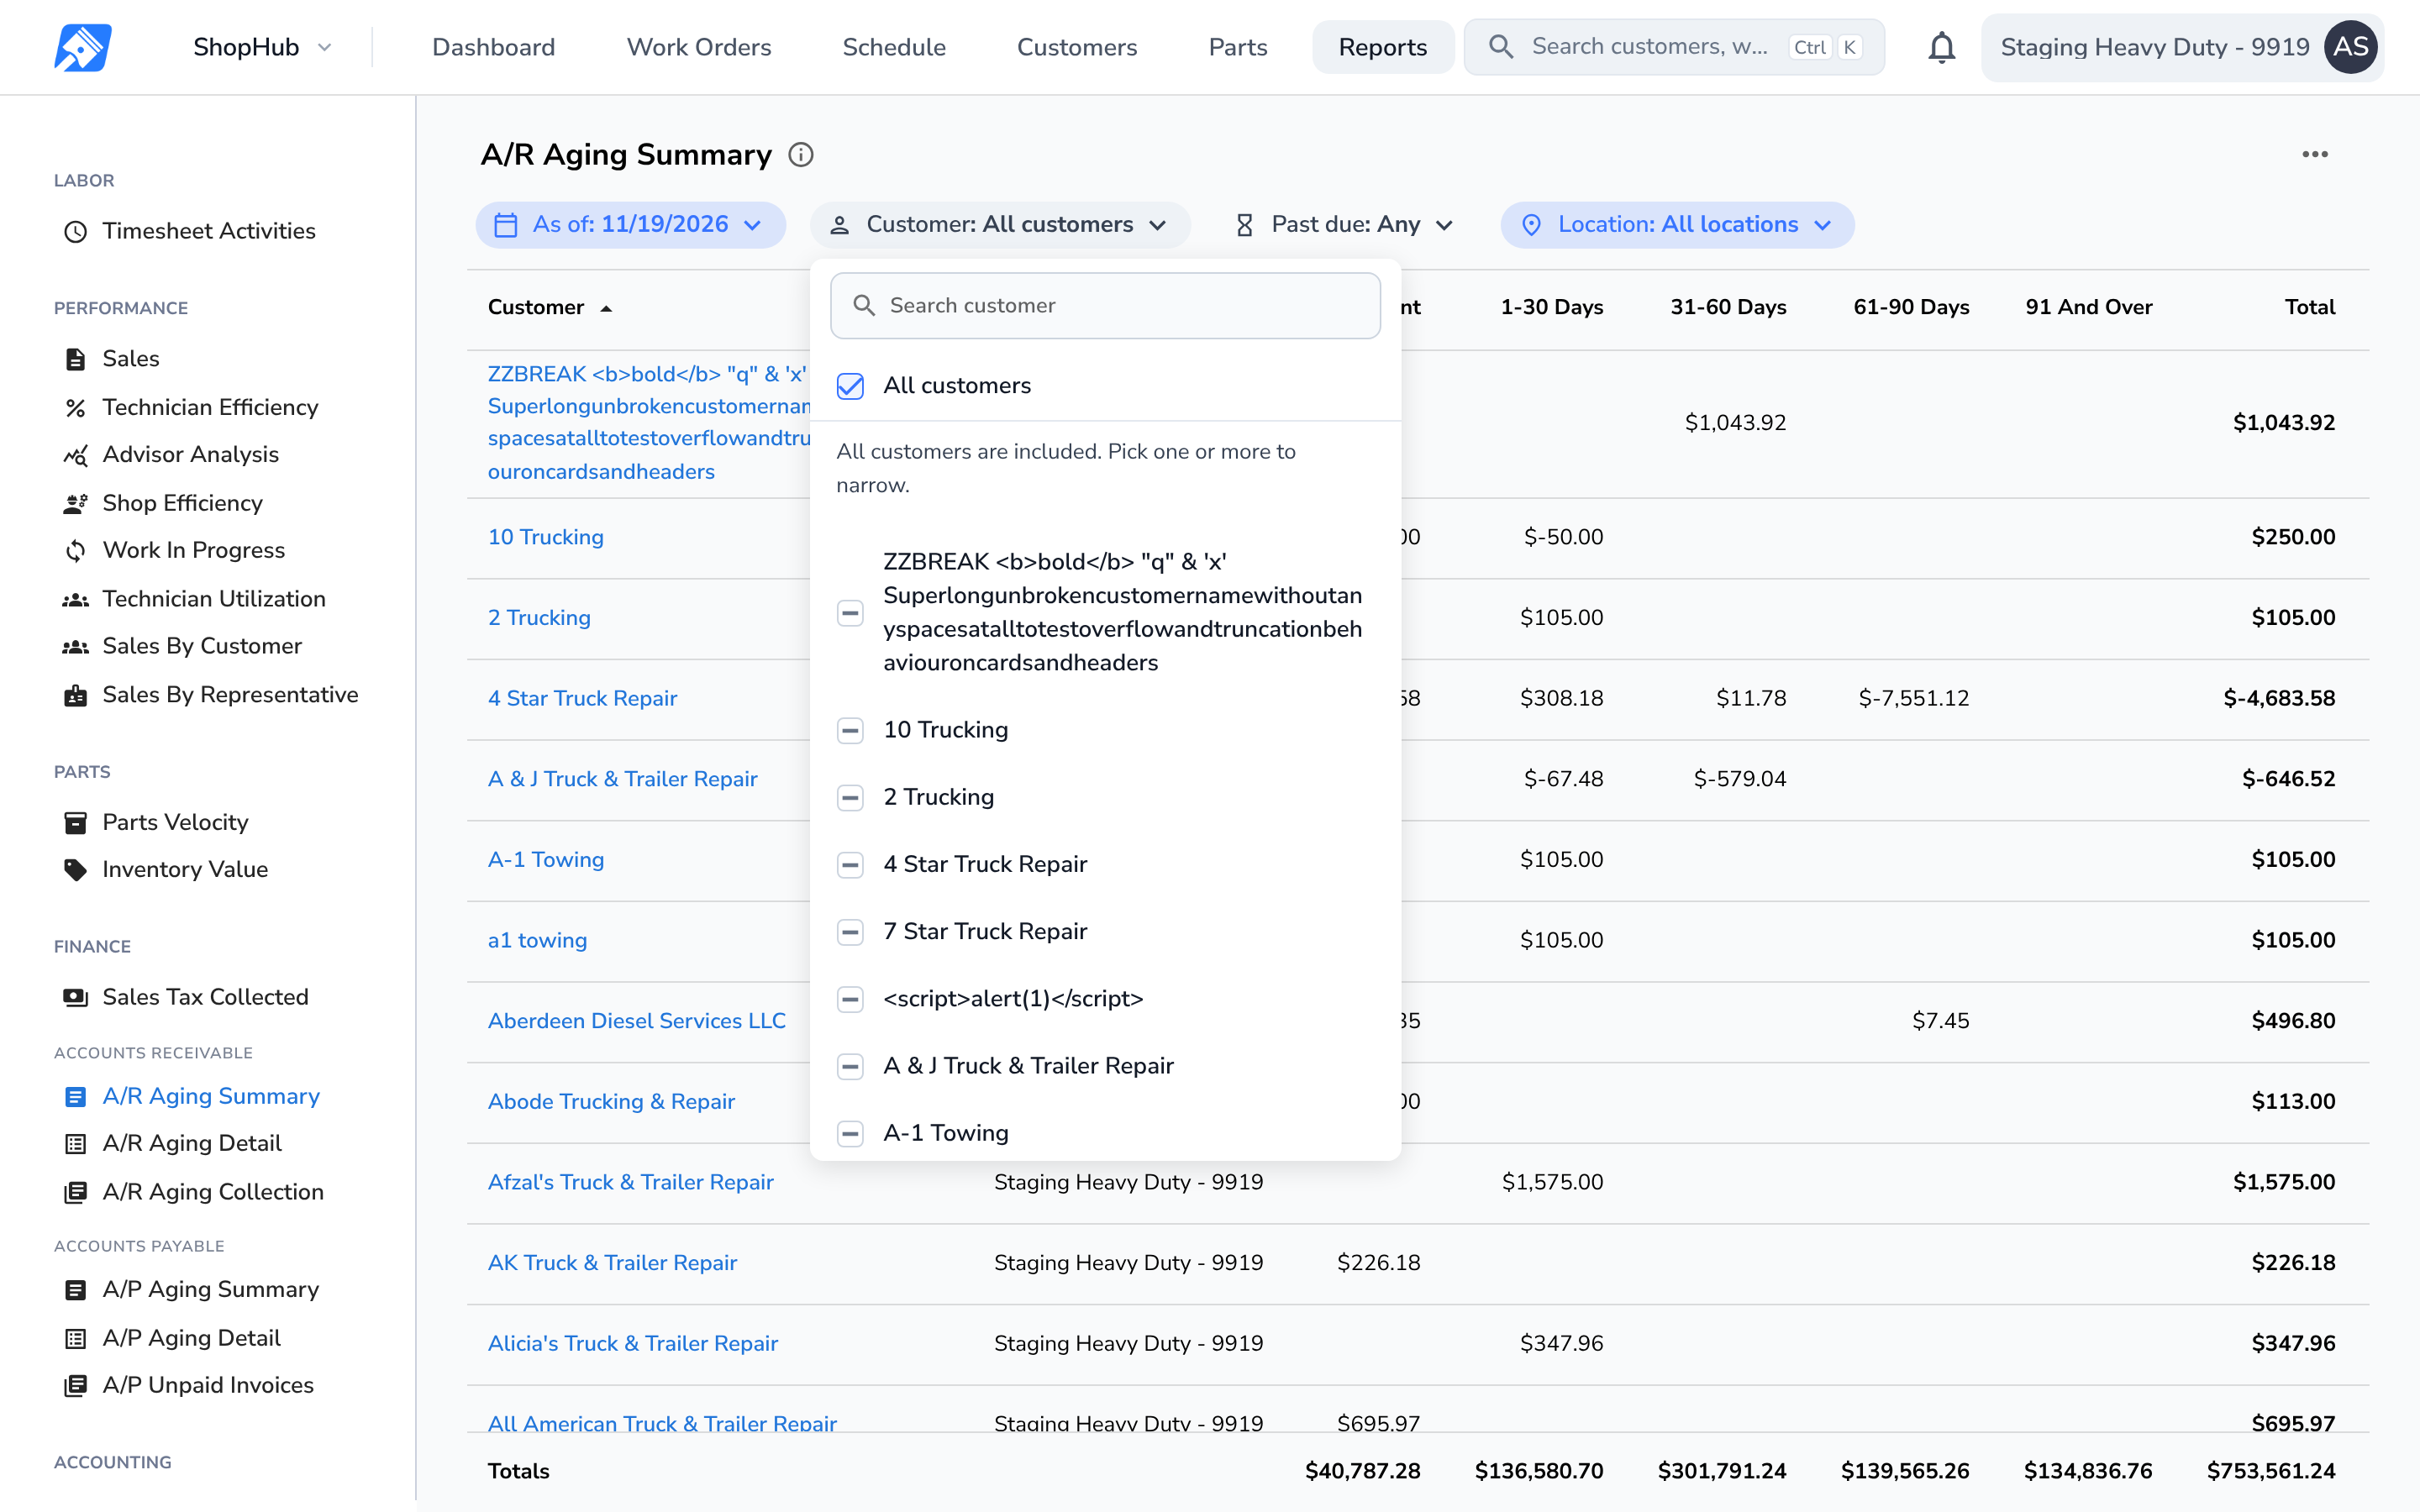 ShopHub
Dashboard
Work Orders
Schedule
Customers
Parts
Reports
Search customers, w...
Ctrl K
Staging Heavy Duty - 9919
AS
LABOR
Timesheet Activities
PERFORMANCE
Sales
Technician Efficiency
Advisor Analysis
Shop Efficiency
Work In Progress
Technician Utilization
Sales By Customer
Sales By Representative
PARTS
Parts Velocity
Inventory Value
FINANCE
Sales Tax Collected
ACCOUNTS RECEIVABLE
A/R Aging Summary
A/R Aging Detail
A/R Aging Collection
ACCOUNTS PAYABLE
A/P Aging Summary
A/P Aging Detail
A/P Unpaid Invoices
ACCOUNTING
A/R Aging Summary
As of: 11/19/2026
Customer: All customers
Past due: Any
Location: All locations
Customer nt 1-30 Days 31-60 Days 61-90 Days 91 And Over Total
ZZBREAK <b>bold</b> "q" & 'x'
Superlongunbrokencustomernam
spacesatalltotestoverflowandtru
ouroncardsandheaders
$1,043.92 $1,043.92
10 Trucking 00 $-50.00 $250.00
2 Trucking $105.00 $105.00
4 Star Truck Repair 58 $308.18 $11.78 $-7,551.12 $-4,683.58
A & J Truck & Trailer Repair $-67.48 $-579.04 $-646.52
A-1 Towing $105.00 $105.00
a1 towing $105.00 $105.00
Aberdeen Diesel Services LLC 35 $7.45 $496.80
Abode Trucking & Repair 00 $113.00
Afzal's Truck & Trailer Repair Staging Heavy Duty - 9919 $1,575.00 $1,575.00
AK Truck & Trailer Repair Staging Heavy Duty - 9919 $226.18 $226.18
Alicia's Truck & Trailer Repair Staging Heavy Duty - 9919 $347.96 $347.96
All American Truck & Trailer Repair Staging Heavy Duty - 9919 $695.97 $695.97
Totals $40,787.28 $136,580.70 $301,791.24 $139,565.26 $134,836.76 $753,561.24
Search customer
All customers
All customers are included. Pick one or more to
narrow.
ZZBREAK <b>bold</b> "q" & 'x'
Superlongunbrokencustomernamewithoutan
yspacesatalltotestoverflowandtruncationbeh
aviouroncardsandheaders
10 Trucking
2 Trucking
4 Star Truck Repair
7 Star Truck Repair
<script>alert(1)</script>
A & J Truck & Trailer Repair
A-1 Towing